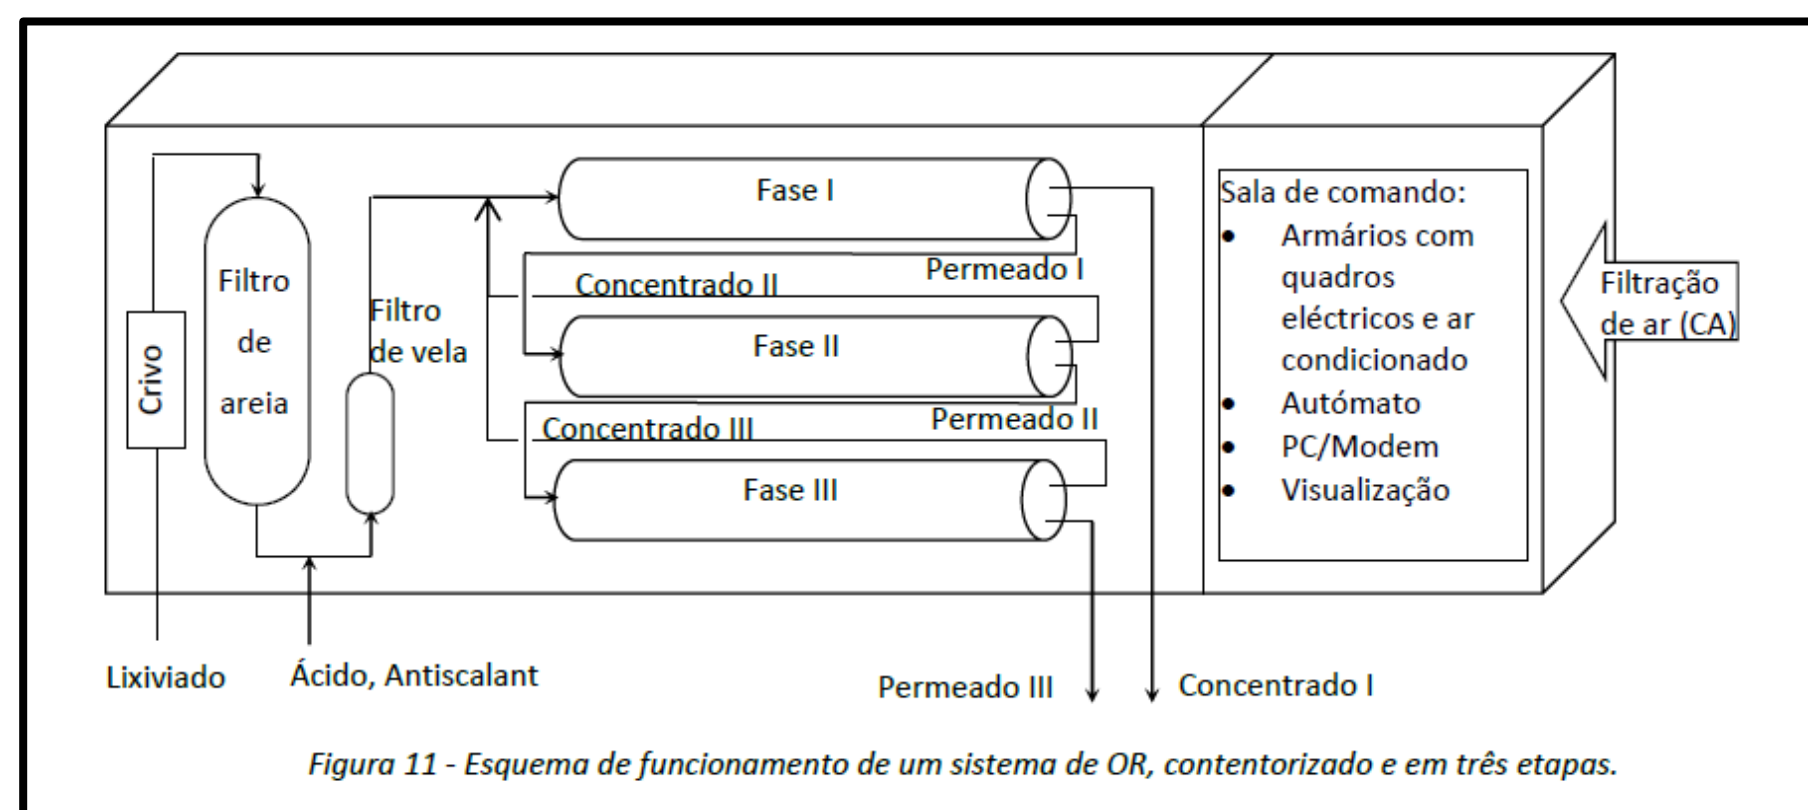 Fase I
Permeado I
Concentrado II
Filtro
de vela
Fase II
Permeado II
Concentrado III
Fase III
Filtro
de
areia
Crivo
Sala de comando:
• Armários com
quadros
eléctricos e ar
condicionado
• Autómato
• PC/Modem
• Visualização
Filtração
de ar (CA)
Lixiviado
Ácido, Antiscalant
Permeado III
Concentrado I
Figura 11 - Esquema de funcionamento de um sistema de OR, contentorizado e em três etapas.